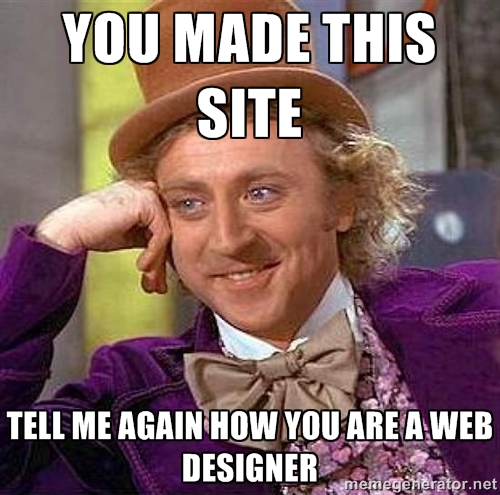 YOU MADE THIS
SITE
TELL ME AGAIN HOW YOU ARE A WEB
DESIGNER
memegenerator.net